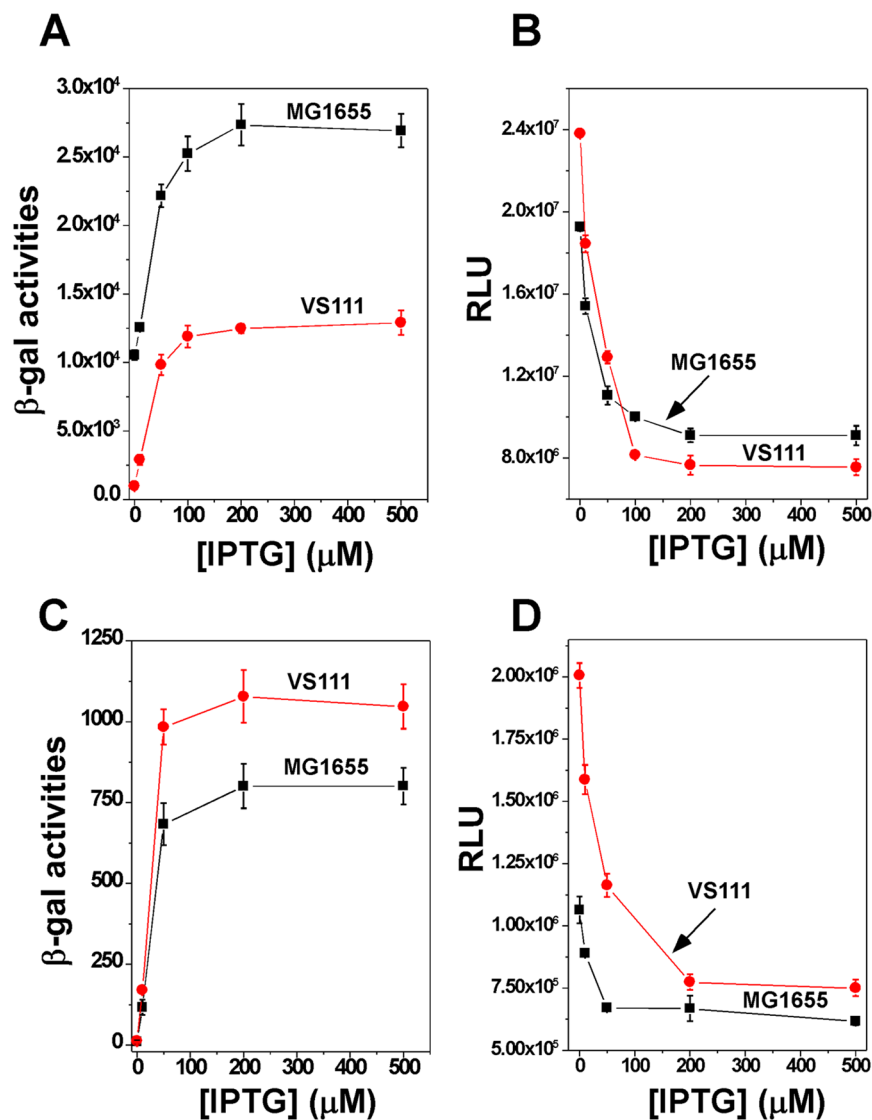 A
B
β-gal activities
3.0x10⁴
2.5x10⁴
2.0x10⁴
1.5x10⁴
1.0x10⁴
5.0x10³
0.0
MG1655
VS111
0 100 200 300 400 500
[IPTG] (μM)
RLU
2.4x10⁷
2.0x10⁷
1.6x10⁷
1.2x10⁷
8.0x10⁶
MG1655
VS111
0 100 200 300 400 500
[IPTG] (μM)
C
D
β-gal activities
1250
1000
750
500
250
0
VS111
MG1655
0 100 200 300 400 500
[IPTG] (μM)
RLU
2.00x10⁶
1.75x10⁶
1.50x10⁶
1.25x10⁶
1.00x10⁶
7.50x10⁵
5.00x10⁵
VS111
MG1655
0 100 200 300 400 500
[IPTG] (μM)